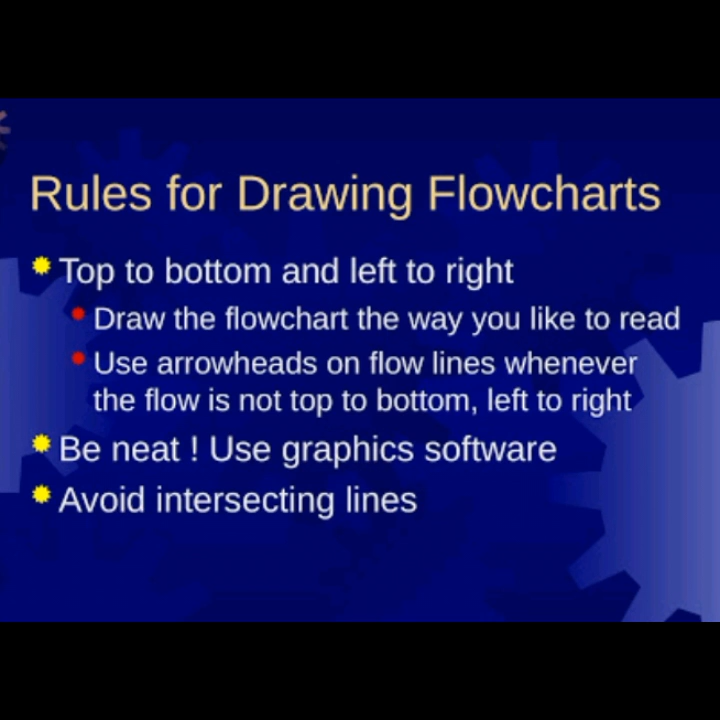 Rules for Drawing Flowcharts
Top to bottom and left to right
Draw the flowchart the way you like to read
Use arrowheads on flow lines whenever
the flow is not top to bottom, left to right
Be neat ! Use graphics software
Avoid intersecting lines